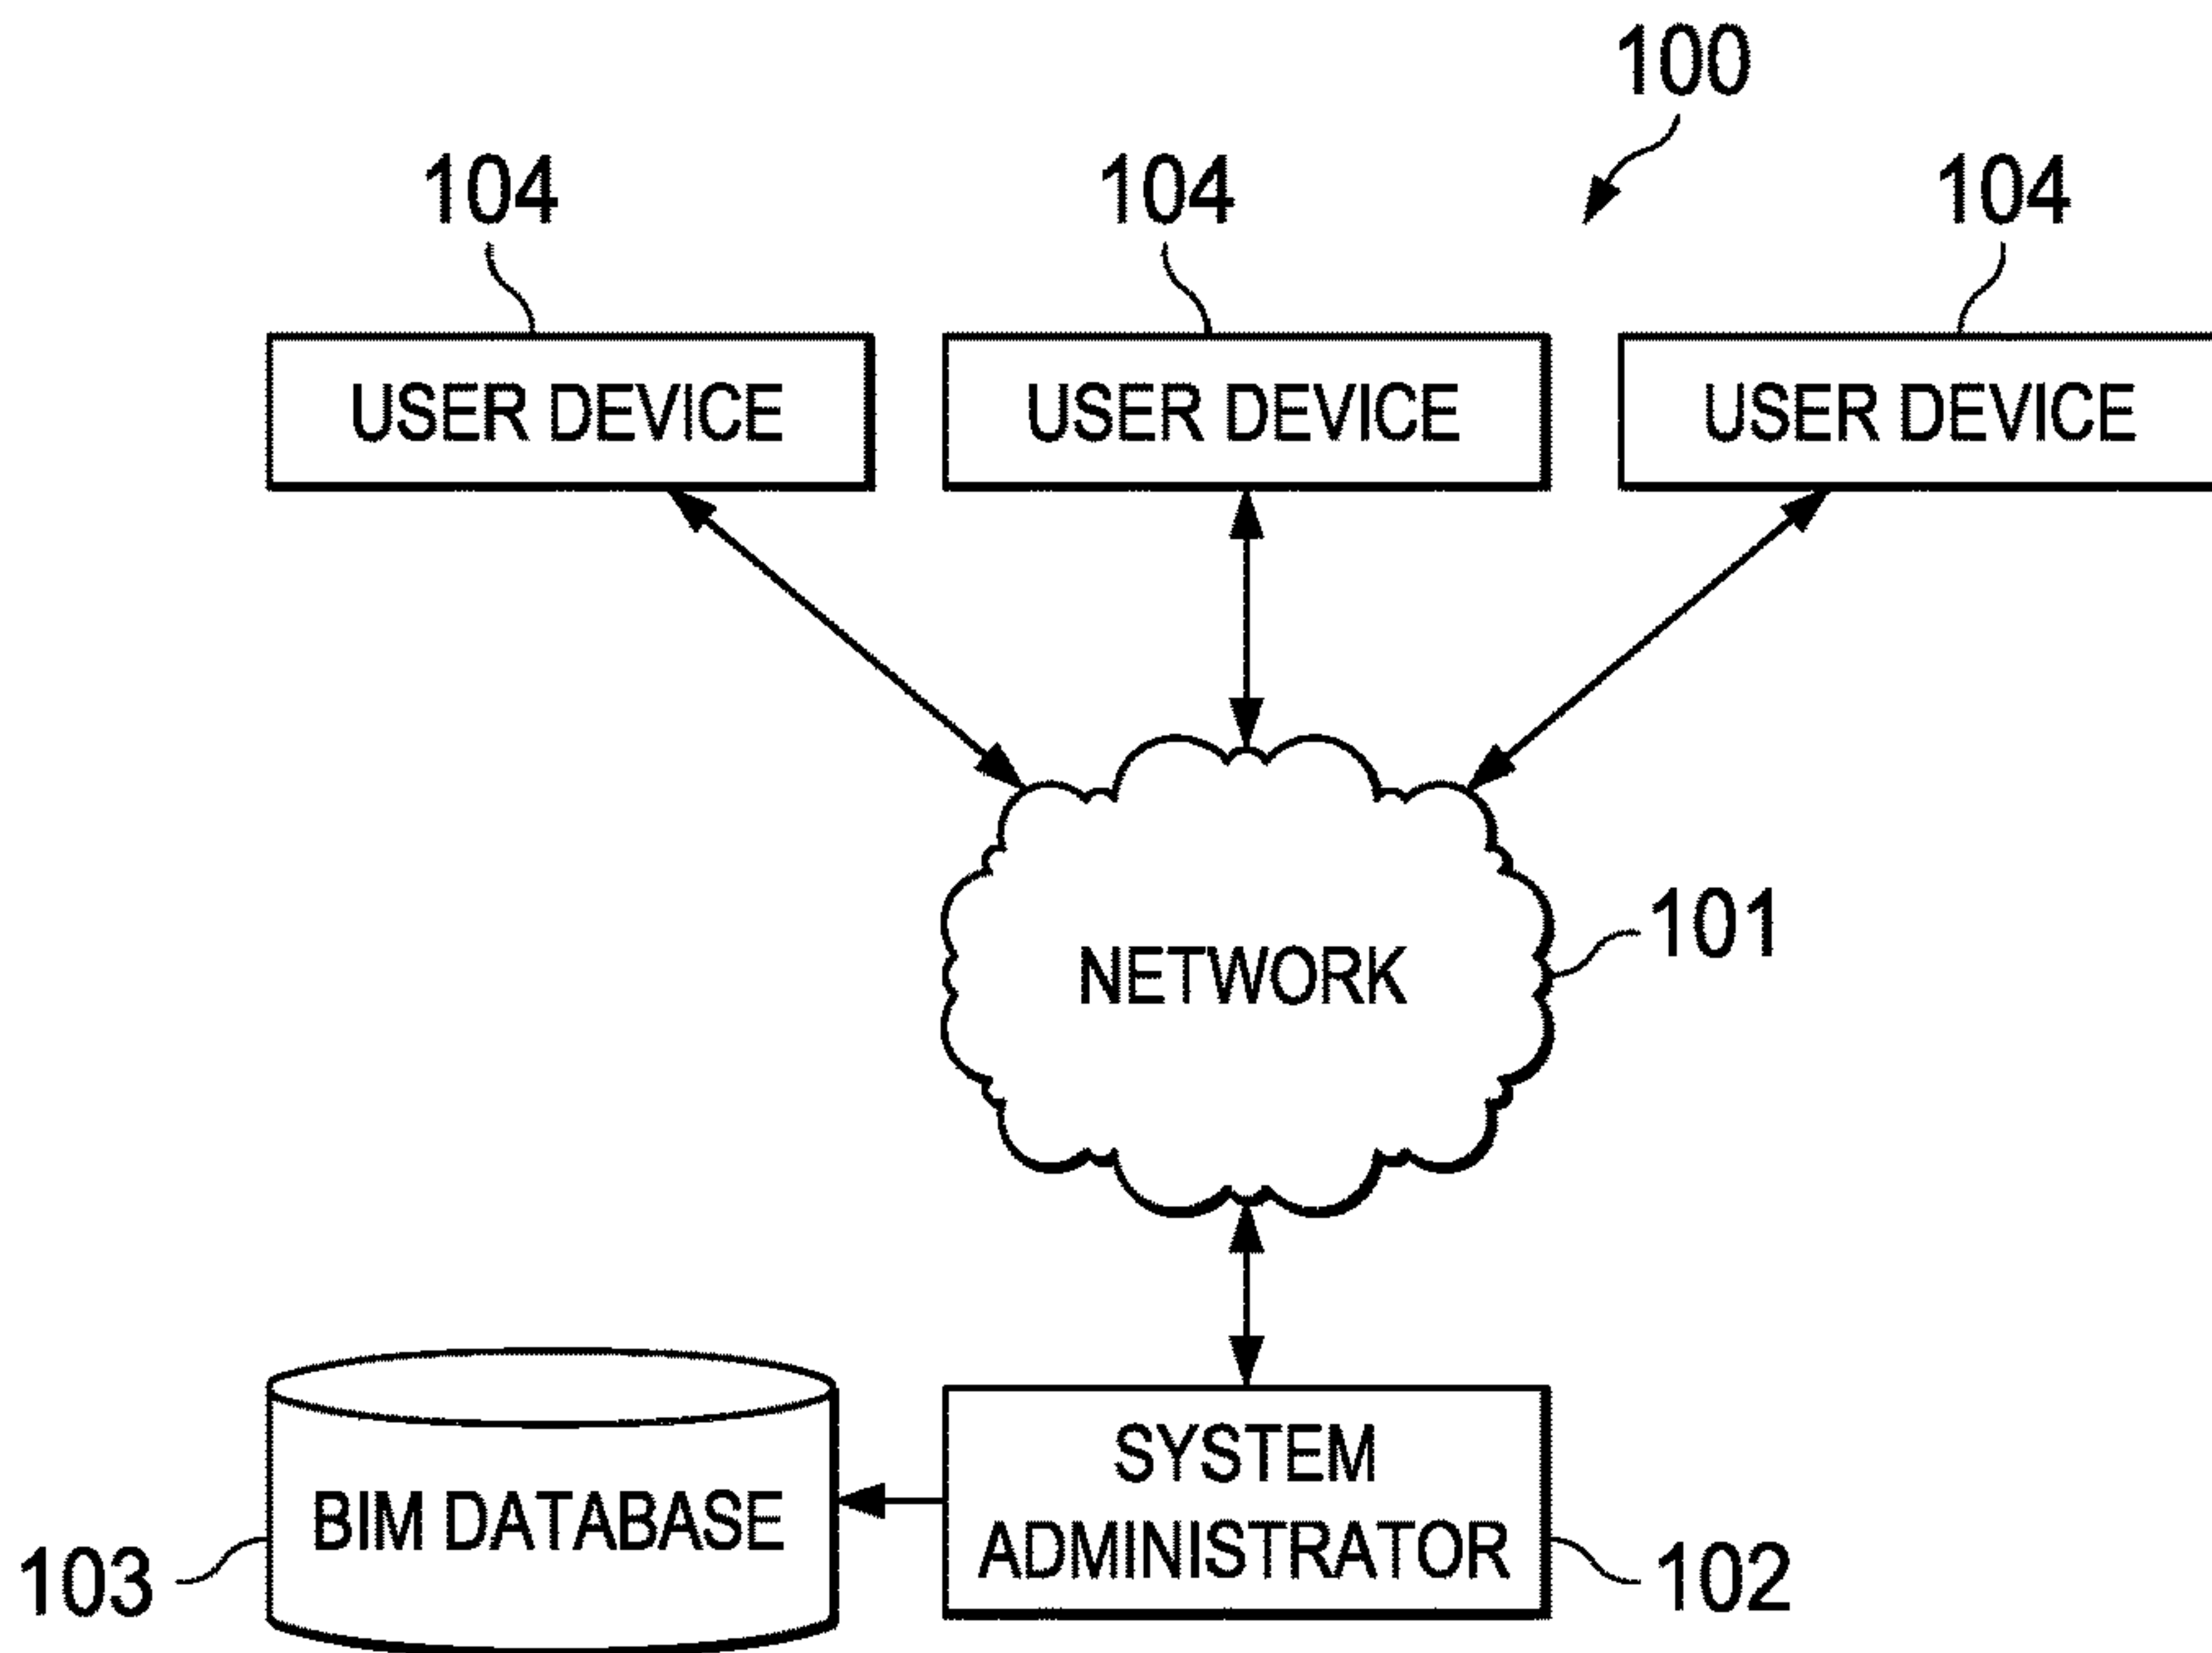 100
104 104 104
USER DEVICE USER DEVICE USER DEVICE
101
NETWORK
SYSTEM
ADMINISTRATOR
BIM DATABASE
103
102